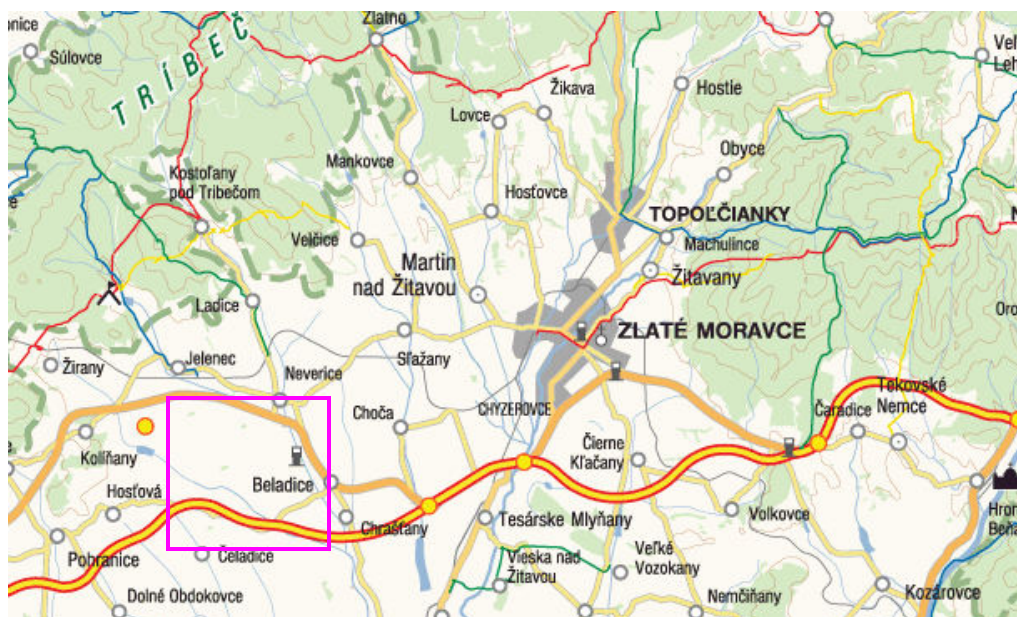 Zlatno
onice
Súlovce
TRÍBEČ
Žikava
Hostie
Lovce
Obyce
Mankovce
Kostoľany
pod Tribečom
Hosťovce
TOPOĽČIANKY
Machulince
Velčice
Martin
nad Žitavou
Žitavany
Ladice
ZLATÉ MORAVCE
Sľažany
Žirany
Jelenec
Neverice
Choča
CHYZEROVCE
Tekovské
Nemce
Čaradice
Čierne
Kľačany
Kolíňany
Beladice
Hosťová
Chrášťany
Tesárske Mlyňany
Volkovce
Pohranice
Čeladice
Vieska nad
Žitavou
Veľké
Vozokany
Dolné Obdokovce
Nemčiňany
Kozárovce